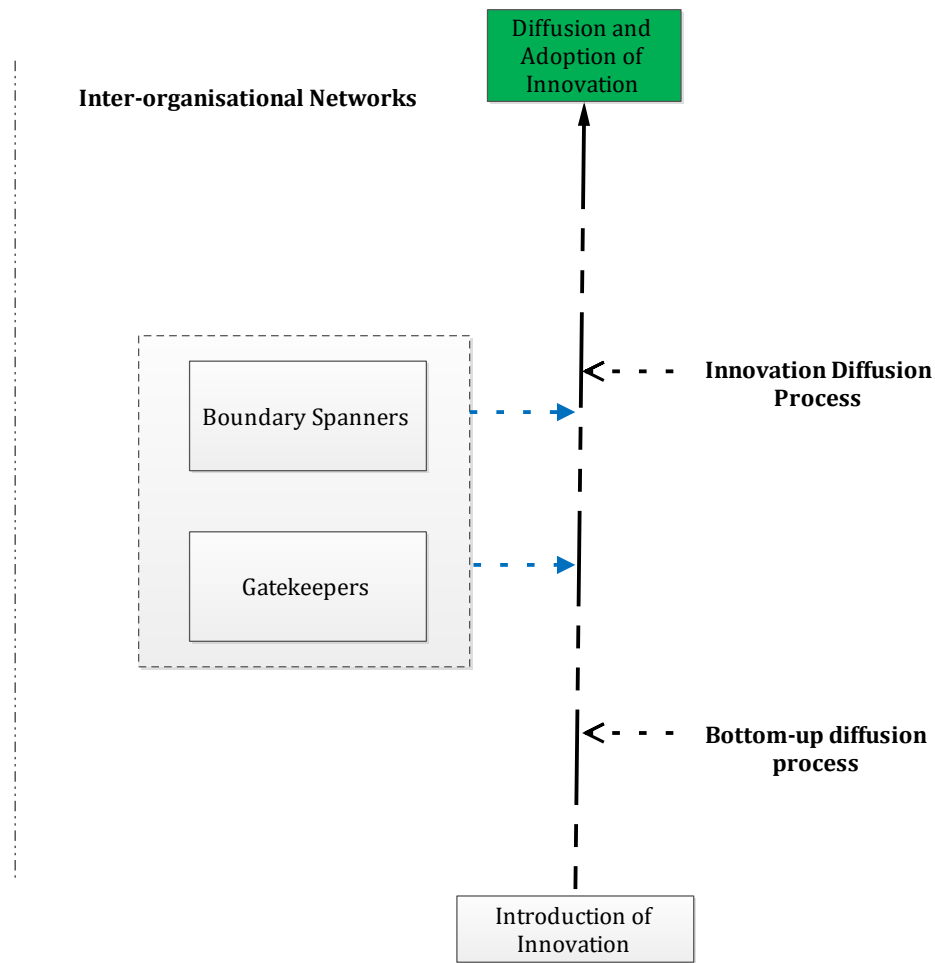 Diffusion and
Adoption of
Innovation
Inter-organisational Networks
Innovation Diffusion
Process
Boundary Spanners
Gatekeepers
Bottom-up diffusion
process
Introduction of
Innovation